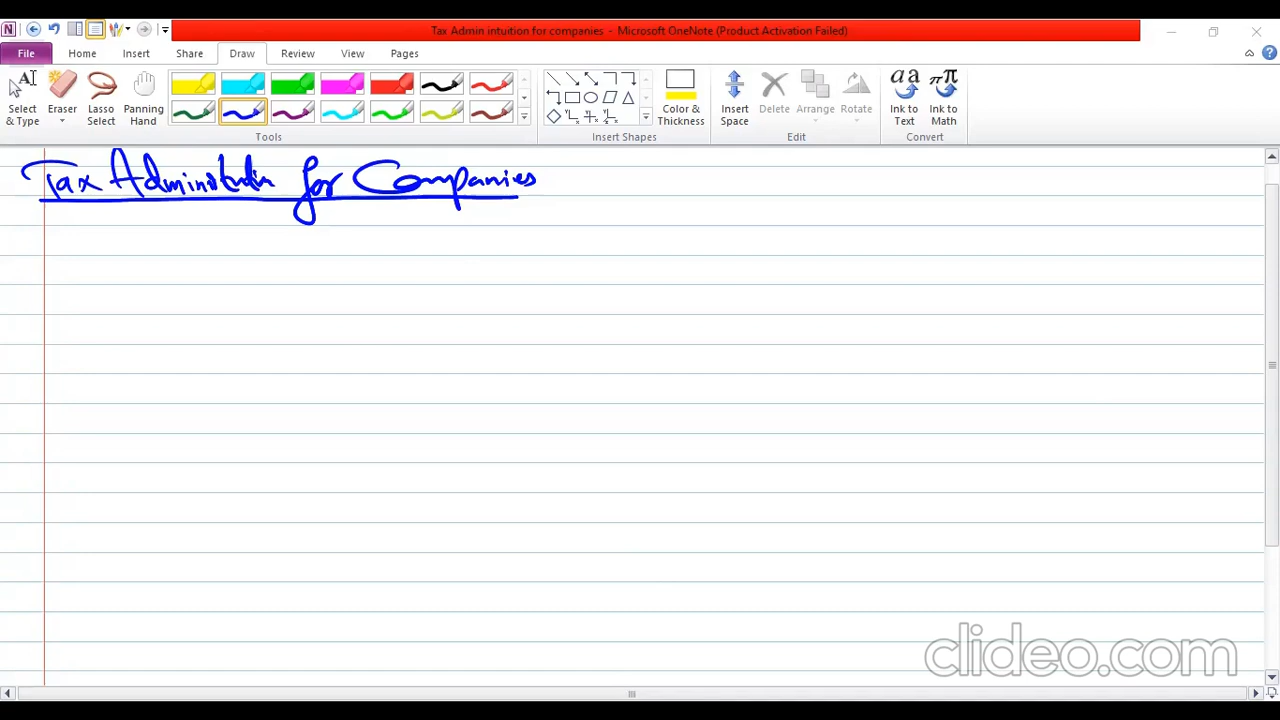 Tax Admin intuition for companies - Microsoft OneNote (Product Activation Failed)
File Home Insert Share Draw Review View Pages
Select & Type
Eraser
Lasso Select
Panning Hand
Color & Thickness
Insert Space
Delete
Arrange
Rotate
Ink to Text
Ink to Math
Tools
Insert Shapes
Edit
Convert
Tax for Companies
clideo.com